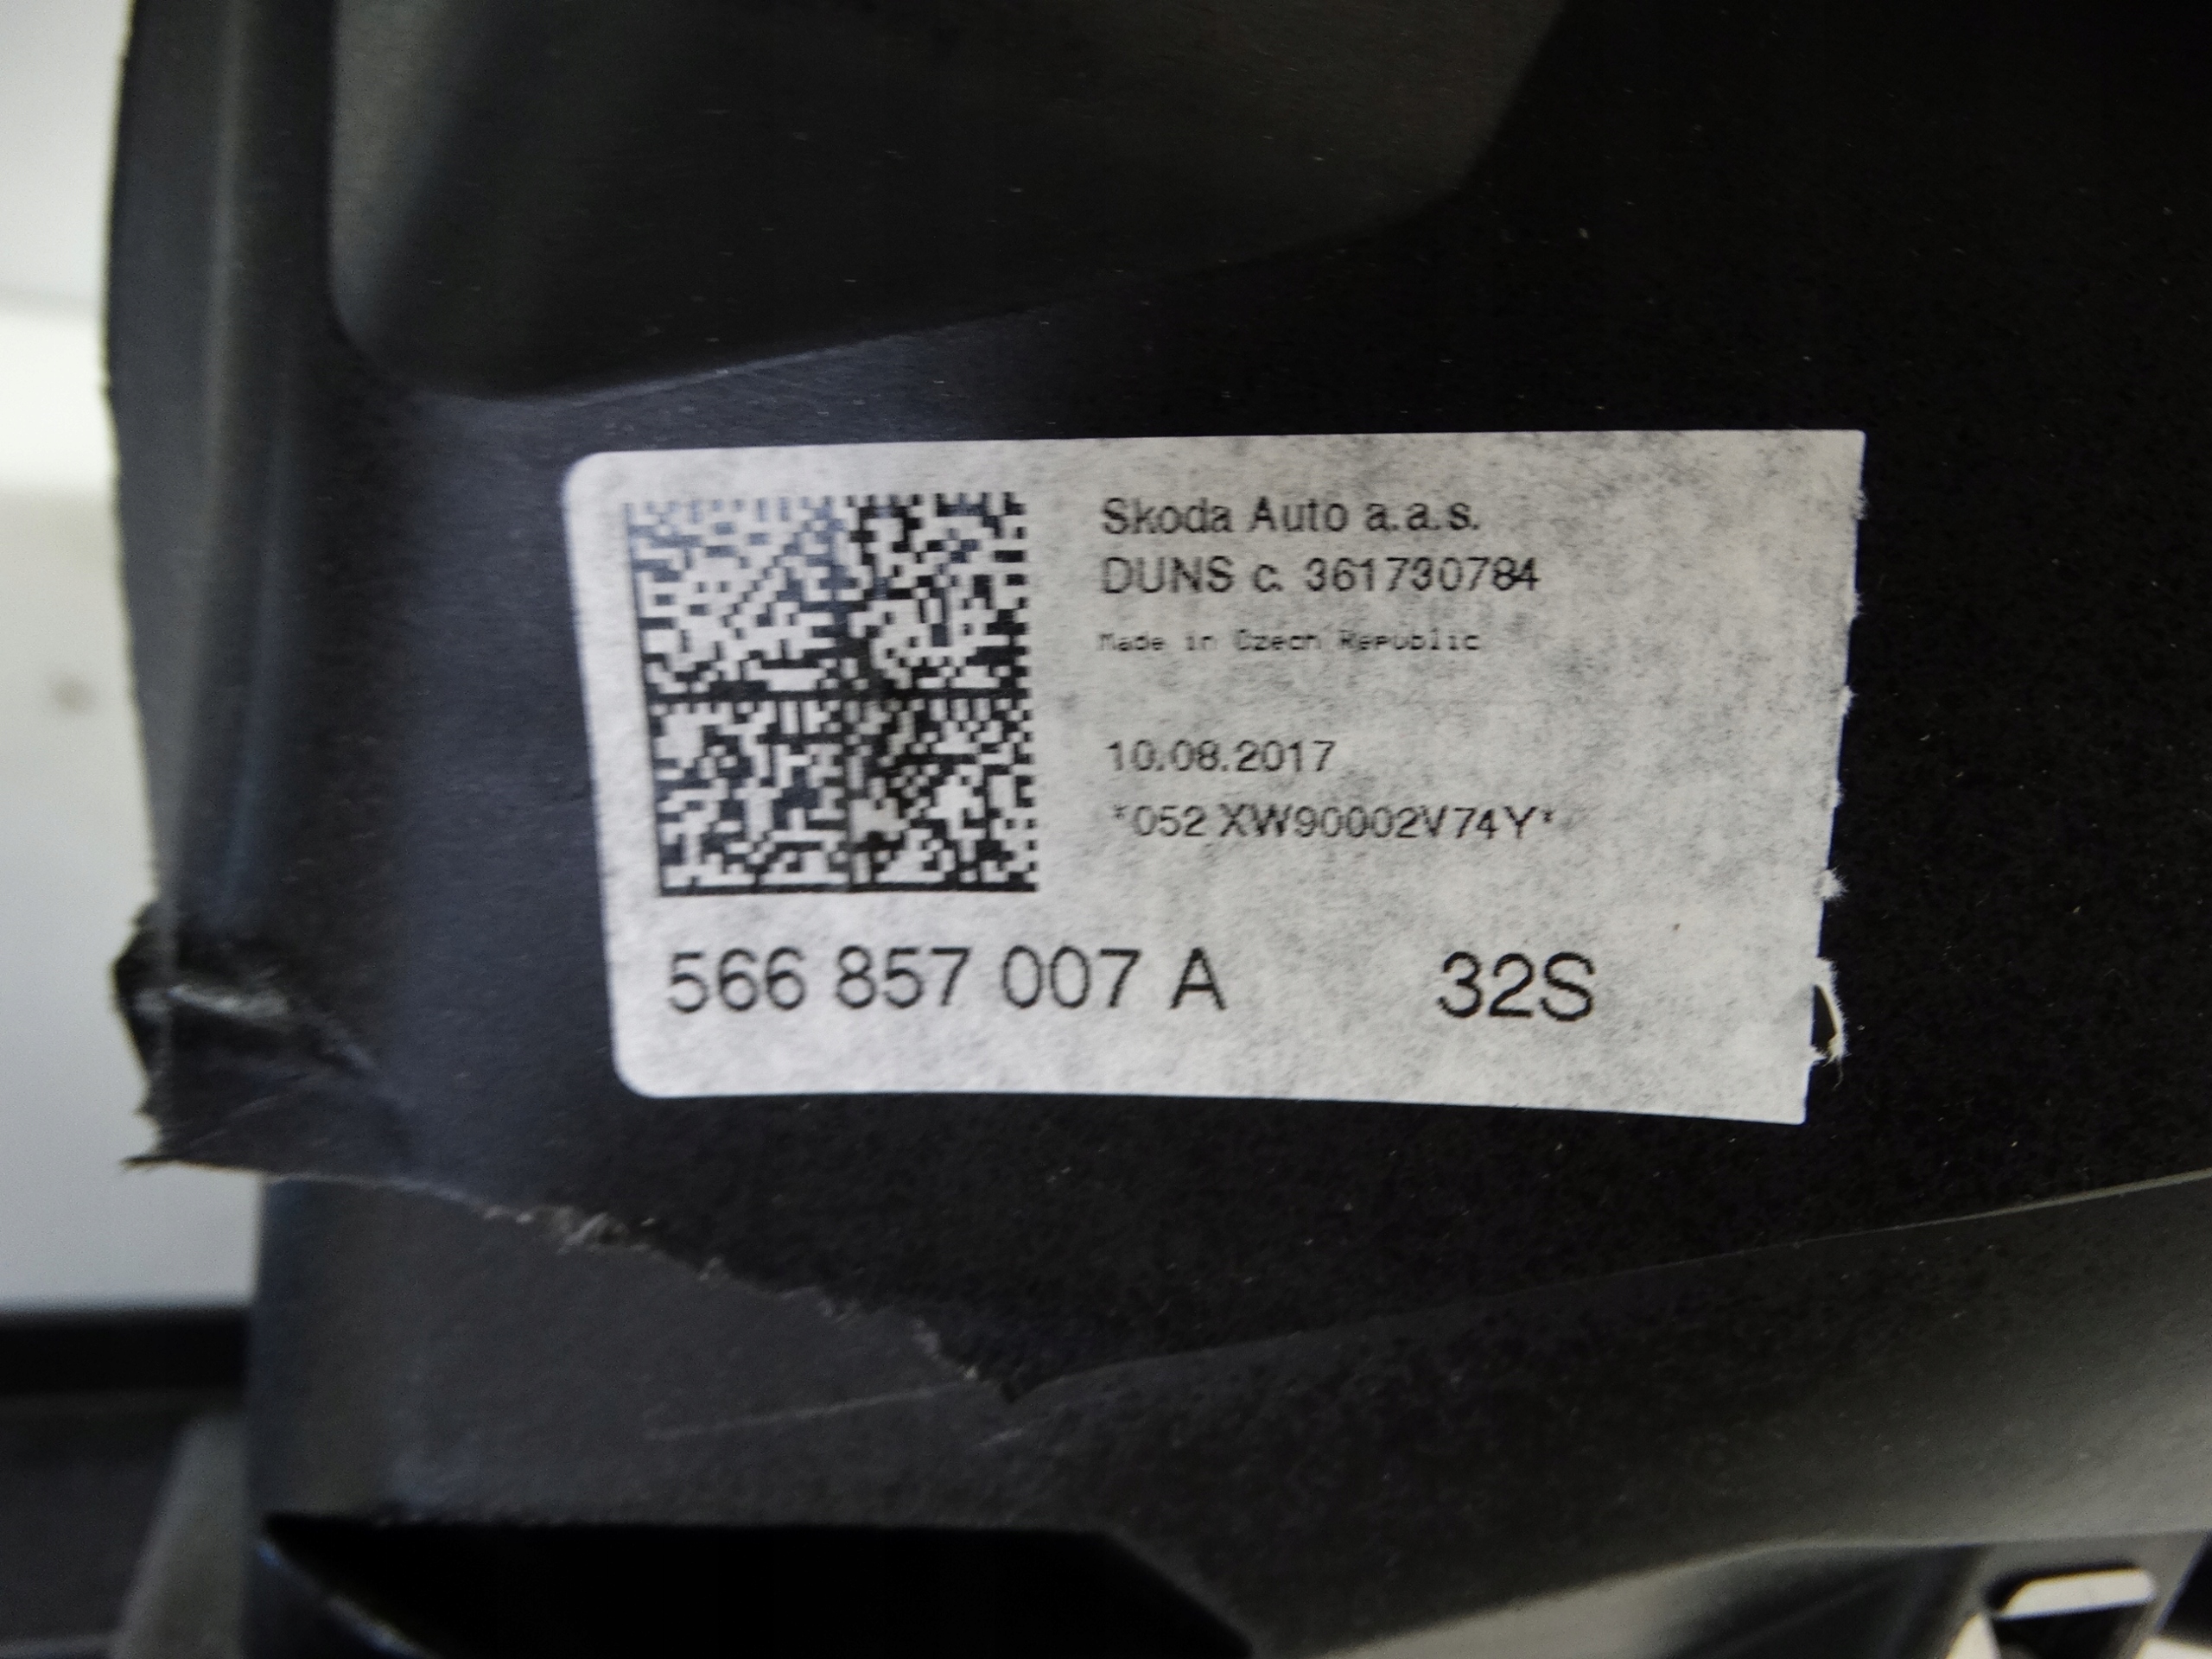 Skoda Auto a.a.s.
DUNS c. 361730784
Made in Czech Republic
10.08.2017
*052 XW90002V74Y*
566 857 007 A 32S